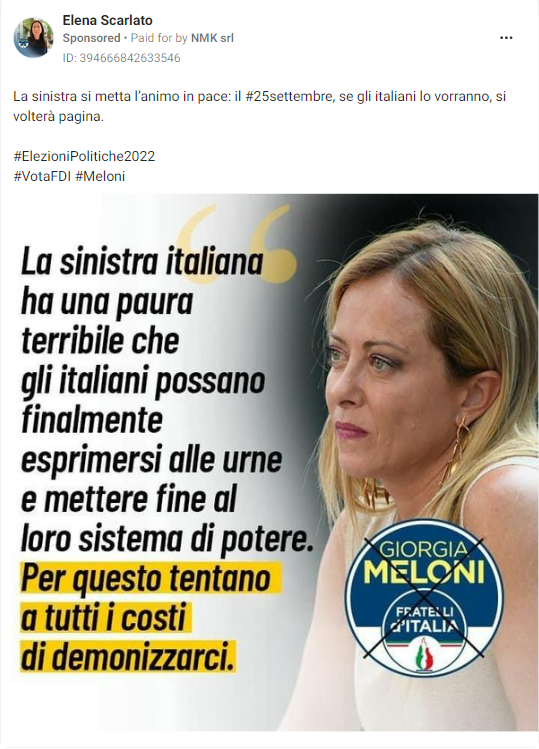 Elena Scarlato
Sponsored • Paid for by NMK srl
ID: 394666842633546
La sinistra si metta l'animo in pace: il #25settembre, se gli italiani lo vorranno, si
volterà pagina.
#ElezioniPolitiche2022
#VotaFDI #Meloni
La sinistra italiana
ha una paura
terribile che
gli italiani possano
finalmente
esprimersi alle urne
e mettere fine al
loro sistema di potere.
Per questo tentano
a tutti i costi
di demonizzarci.
GIORGIA
MELONI
FRATELLI
d'ITALIA